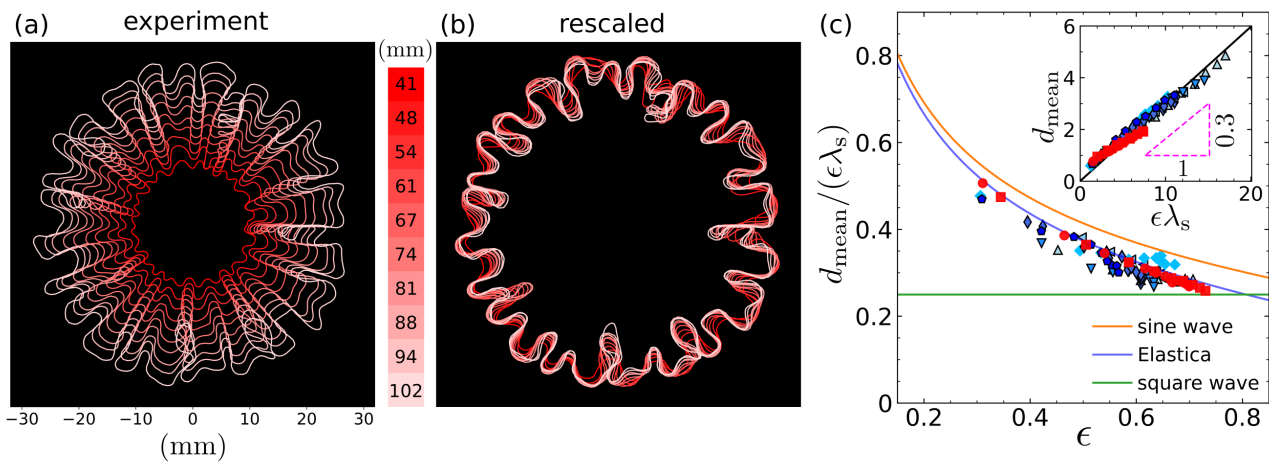 (a) experiment
(mm)
41
48
54
61
67
74
81
88
94
102
−30 −20 −10 0 10 20 30
(mm)
(b) rescaled
(c)
d_mean/(ϵλ_s)
0.8
0.6
0.4
0.2
0
0.2 0.4 0.6 0.8
ϵ
sine wave
Elastica
square wave
d_mean
6
4
2
0
0 10 20
ϵλ_s
0.3
1